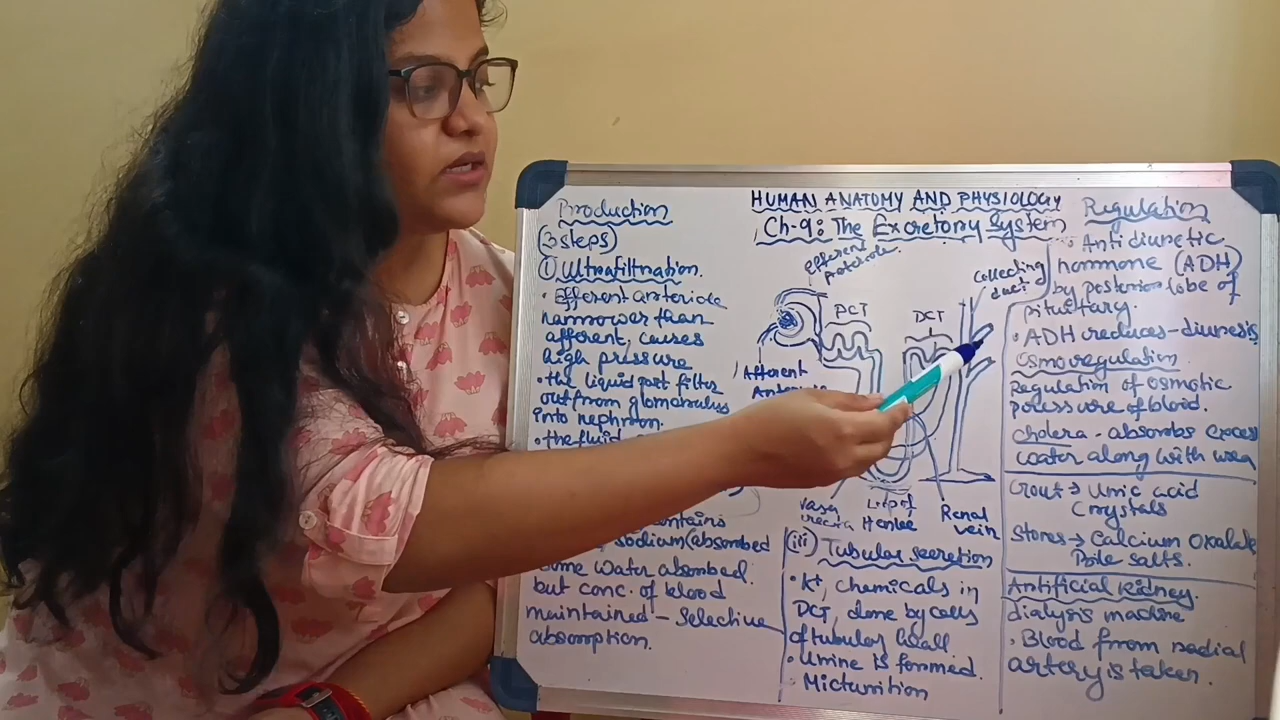 HUMAN ANATOMY AND PHYSIOLOGY
Ch-9: The Excretory System
Production
(3 steps)
① Ultrafiltration.
• Efferent arteriole
narrower than
afferent, causes
high pressure
• the liquid part filter
out from glomerulus
into nephron.
• the fluid
contains
sodium (absorbed
some water absorbed.
but conc. of blood
maintained – Selective
absorption.
Efferent
Collecting
duct
PCT
DCT
Afferent
Vasa
recta
Loop of
Henlee
Renal
vein
(iii) Tubular secretion
• K+, chemicals in
DCT, done by cells
of tubular wall
• Urine is formed.
• Micturition
Regulation
Antidiuretic
hormone (ADH)
by posterior lobe of
pituitary.
• ADH reduces – diuresis
Osmoregulation
Regulation of osmotic
pressure of blood.
cholera - absorbs excess
water along with urea
Gout → Uric acid
Crystals
Stones → Calcium Oxalate
Bile salts.
Artificial Kidney.
dialysis machine
• Blood from radial
artery is taken.